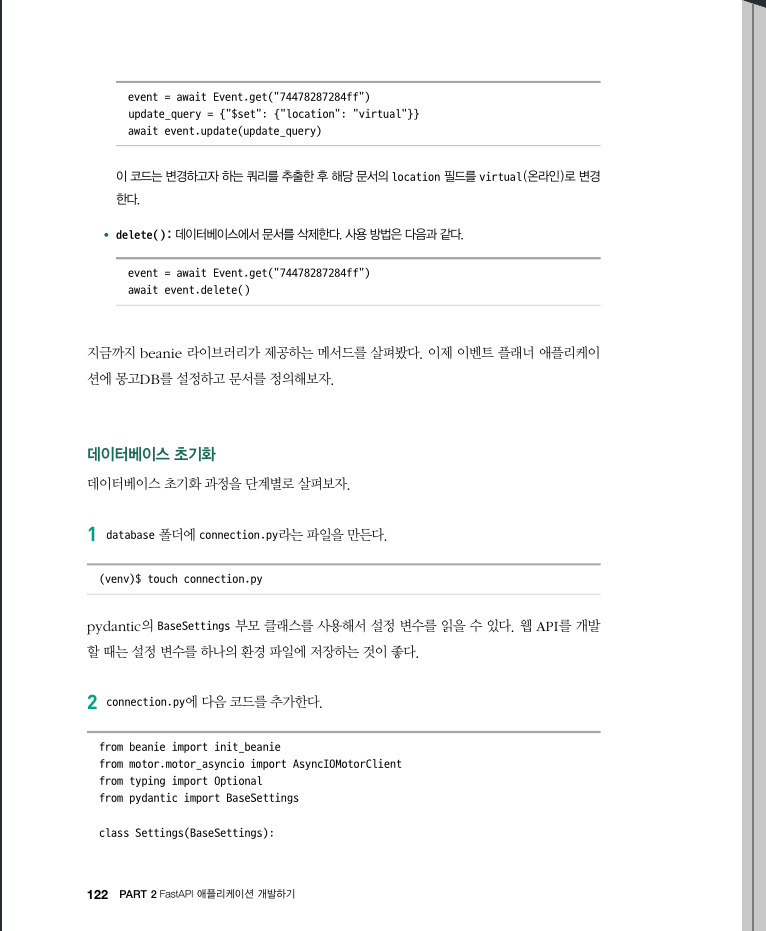 event = await Event.get("74478287284ff")
update_query = {"$set": {"location": "virtual"}}
await event.update(update_query)
이 코드는 변경하고자 하는 쿼리를 추출한 후 해당 문서의 location 필드를 virtual(온라인)로 변경
한다.
• delete(): 데이터베이스에서 문서를 삭제한다. 사용 방법은 다음과 같다.
event = await Event.get("74478287284ff")
await event.delete()
지금까지 beanie 라이브러리가 제공하는 메서드를 살펴봤다. 이제 이벤트 플래너 애플리케이
션에 몽고DB를 설정하고 문서를 정의해보자.
데이터베이스 초기화
데이터베이스 초기화 과정을 단계별로 살펴보자.
1 database 폴더에 connection.py라는 파일을 만든다.
(venv)$ touch connection.py
pydantic의 BaseSettings 부모 클래스를 사용해서 설정 변수를 읽을 수 있다. 웹 API를 개발
할 때는 설정 변수를 하나의 환경 파일에 저장하는 것이 좋다.
2 connection.py에 다음 코드를 추가한다.
from beanie import init_beanie
from motor.motor_asyncio import AsyncIOMotorClient
from typing import Optional
from pydantic import BaseSettings
class Settings(BaseSettings):
122 PART 2 FastAPI 애플리케이션 개발하기